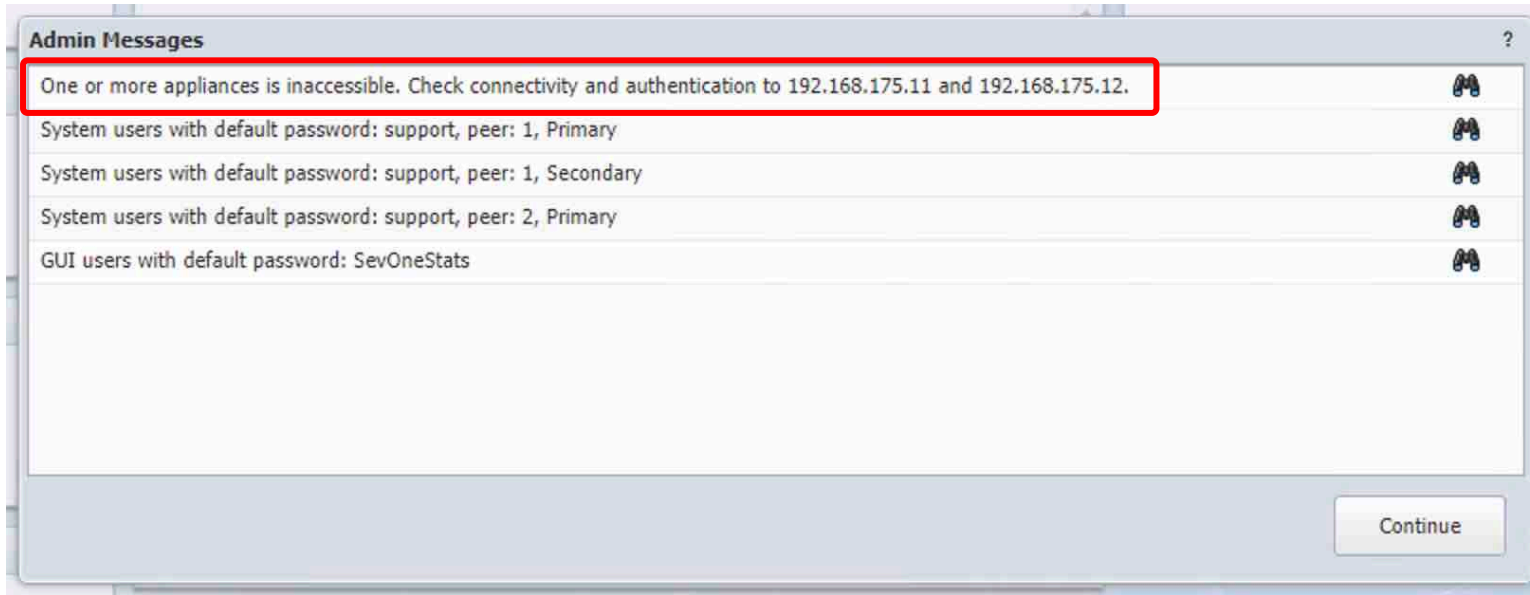 Admin Messages
?
One or more appliances is inaccessible. Check connectivity and authentication to 192.168.175.11 and 192.168.175.12.
System users with default password: support, peer: 1, Primary
System users with default password: support, peer: 1, Secondary
System users with default password: support, peer: 2, Primary
GUI users with default password: SevOneStats
Continue